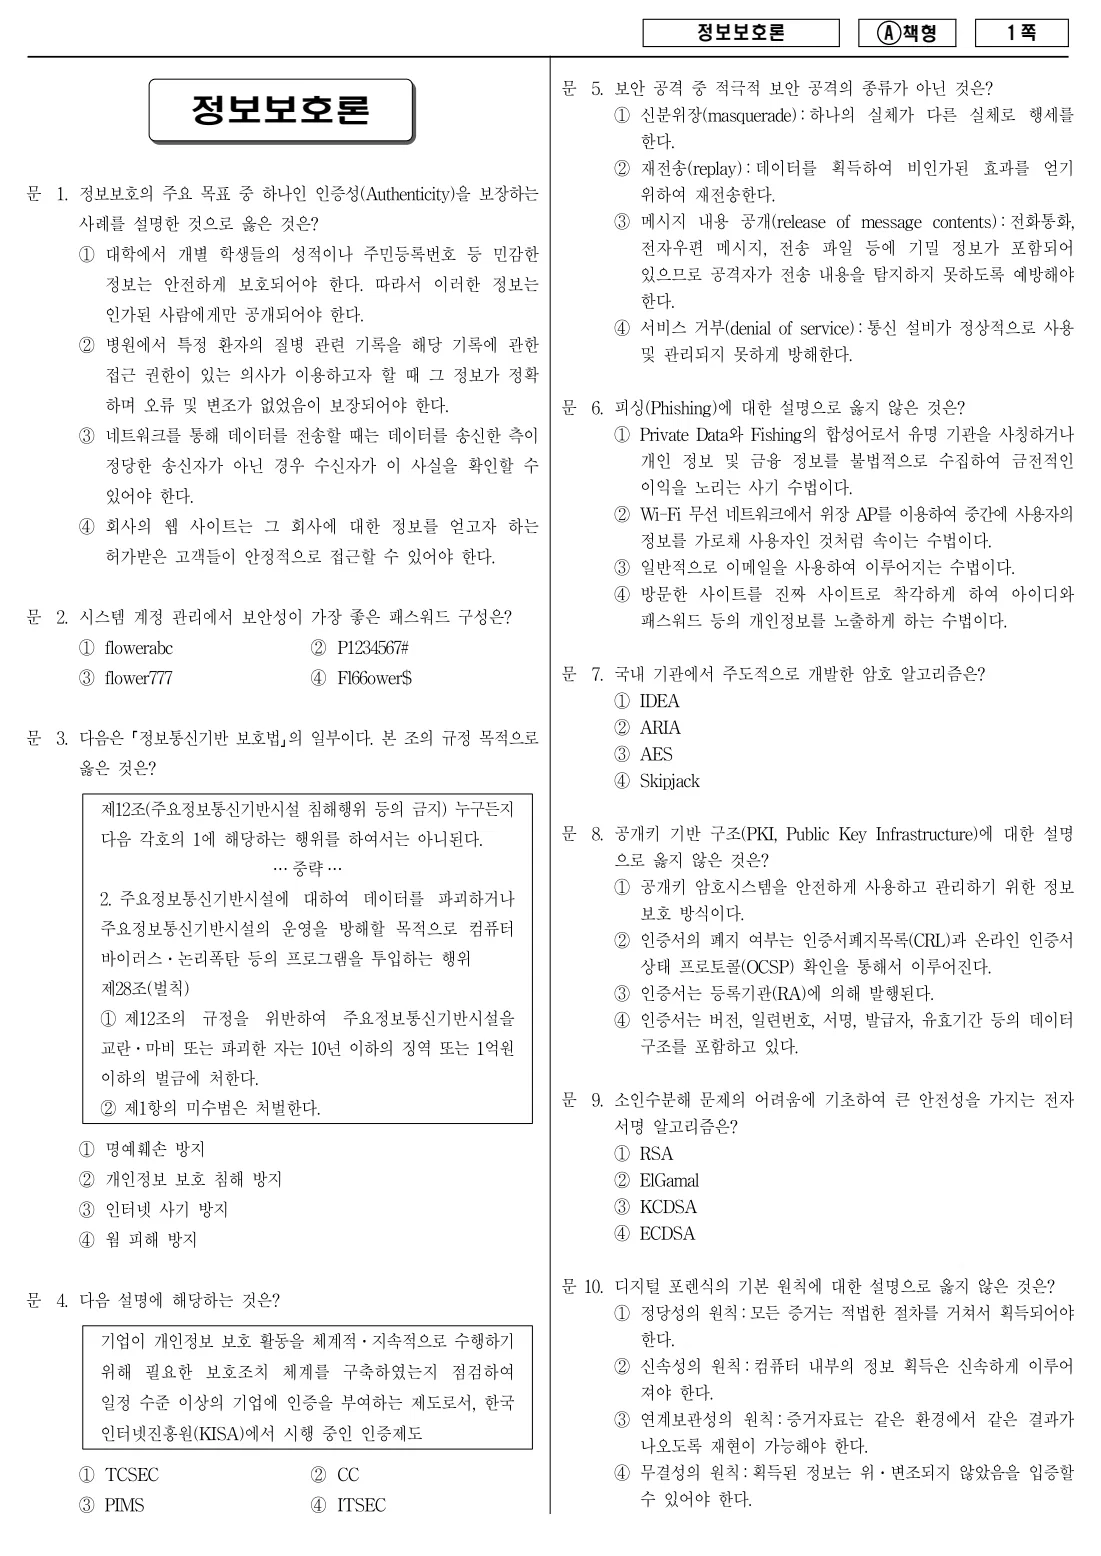 정보보호론
Ⓐ책형
1쪽
정보보호론
문 1. 정보보호의 주요 목표 중 하나인 인증성(Authenticity)을 보장하는
사례를 설명한 것으로 옳은 것은?
① 대학에서 개별 학생들의 성적이나 주민등록번호 등 민감한
정보는 안전하게 보호되어야 한다. 따라서 이러한 정보는
인가된 사람에게만 공개되어야 한다.
② 병원에서 특정 환자의 질병 관련 기록을 해당 기록에 관한
접근 권한이 있는 의사가 이용하고자 할 때 그 정보가 정확
하며 오류 및 변조가 없었음이 보장되어야 한다.
③ 네트워크를 통해 데이터를 전송할 때는 데이터를 송신한 측이
정당한 송신자가 아닌 경우 수신자가 이 사실을 확인할 수
있어야 한다.
④ 회사의 웹 사이트는 그 회사에 대한 정보를 얻고자 하는
허가받은 고객들이 안정적으로 접근할 수 있어야 한다.
문 2. 시스템 계정 관리에서 보안성이 가장 좋은 패스워드 구성은?
① flowerabc ② P1234567#
③ flower777 ④ Fl66ower$
문 3. 다음은 「정보통신기반 보호법」의 일부이다. 본 조의 규정 목적으로
옳은 것은?
제12조(주요정보통신기반시설 침해행위 등의 금지) 누구든지
다음 각호의 1에 해당하는 행위를 하여서는 아니된다.
… 중략 …
2. 주요정보통신기반시설에 대하여 데이터를 파괴하거나
주요정보통신기반시설의 운영을 방해할 목적으로 컴퓨터
바이러스・논리폭탄 등의 프로그램을 투입하는 행위
제28조(벌칙)
① 제12조의 규정을 위반하여 주요정보통신기반시설을
교란・마비 또는 파괴한 자는 10년 이하의 징역 또는 1억원
이하의 벌금에 처한다.
② 제1항의 미수범은 처벌한다.
① 명예훼손 방지
② 개인정보 보호 침해 방지
③ 인터넷 사기 방지
④ 웜 피해 방지
문 4. 다음 설명에 해당하는 것은?
기업이 개인정보 보호 활동을 체계적・지속적으로 수행하기
위해 필요한 보호조치 체계를 구축하였는지 점검하여
일정 수준 이상의 기업에 인증을 부여하는 제도로서, 한국
인터넷진흥원(KISA)에서 시행 중인 인증제도
① TCSEC ② CC
③ PIMS ④ ITSEC
문 5. 보안 공격 중 적극적 보안 공격의 종류가 아닌 것은?
① 신분위장(masquerade) : 하나의 실체가 다른 실체로 행세를
한다.
② 재전송(replay) : 데이터를 획득하여 비인가된 효과를 얻기
위하여 재전송한다.
③ 메시지 내용 공개(release of message contents) : 전화통화,
전자우편 메시지, 전송 파일 등에 기밀 정보가 포함되어
있으므로 공격자가 전송 내용을 탐지하지 못하도록 예방해야
한다.
④ 서비스 거부(denial of service) : 통신 설비가 정상적으로 사용
및 관리되지 못하게 방해한다.
문 6. 피싱(Phishing)에 대한 설명으로 옳지 않은 것은?
① Private Data와 Fishing의 합성어로서 유명 기관을 사칭하거나
개인 정보 및 금융 정보를 불법적으로 수집하여 금전적인
이익을 노리는 사기 수법이다.
② Wi-Fi 무선 네트워크에서 위장 AP를 이용하여 중간에 사용자의
정보를 가로채 사용자인 것처럼 속이는 수법이다.
③ 일반적으로 이메일을 사용하여 이루어지는 수법이다.
④ 방문한 사이트를 진짜 사이트로 착각하게 하여 아이디와
패스워드 등의 개인정보를 노출하게 하는 수법이다.
문 7. 국내 기관에서 주도적으로 개발한 암호 알고리즘은?
① IDEA
② ARIA
③ AES
④ Skipjack
문 8. 공개키 기반 구조(PKI, Public Key Infrastructure)에 대한 설명
으로 옳지 않은 것은?
① 공개키 암호시스템을 안전하게 사용하고 관리하기 위한 정보
보호 방식이다.
② 인증서의 폐지 여부는 인증서폐지목록(CRL)과 온라인 인증서
상태 프로토콜(OCSP) 확인을 통해서 이루어진다.
③ 인증서는 등록기관(RA)에 의해 발행된다.
④ 인증서는 버전, 일련번호, 서명, 발급자, 유효기간 등의 데이터
구조를 포함하고 있다.
문 9. 소인수분해 문제의 어려움에 기초하여 큰 안전성을 가지는 전자
서명 알고리즘은?
① RSA
② ElGamal
③ KCDSA
④ ECDSA
문 10. 디지털 포렌식의 기본 원칙에 대한 설명으로 옳지 않은 것은?
① 정당성의 원칙 : 모든 증거는 적법한 절차를 거쳐서 획득되어야
한다.
② 신속성의 원칙 : 컴퓨터 내부의 정보 획득은 신속하게 이루어
져야 한다.
③ 연계보관성의 원칙 : 증거자료는 같은 환경에서 같은 결과가
나오도록 재현이 가능해야 한다.
④ 무결성의 원칙 : 획득된 정보는 위・변조되지 않았음을 입증할
수 있어야 한다.